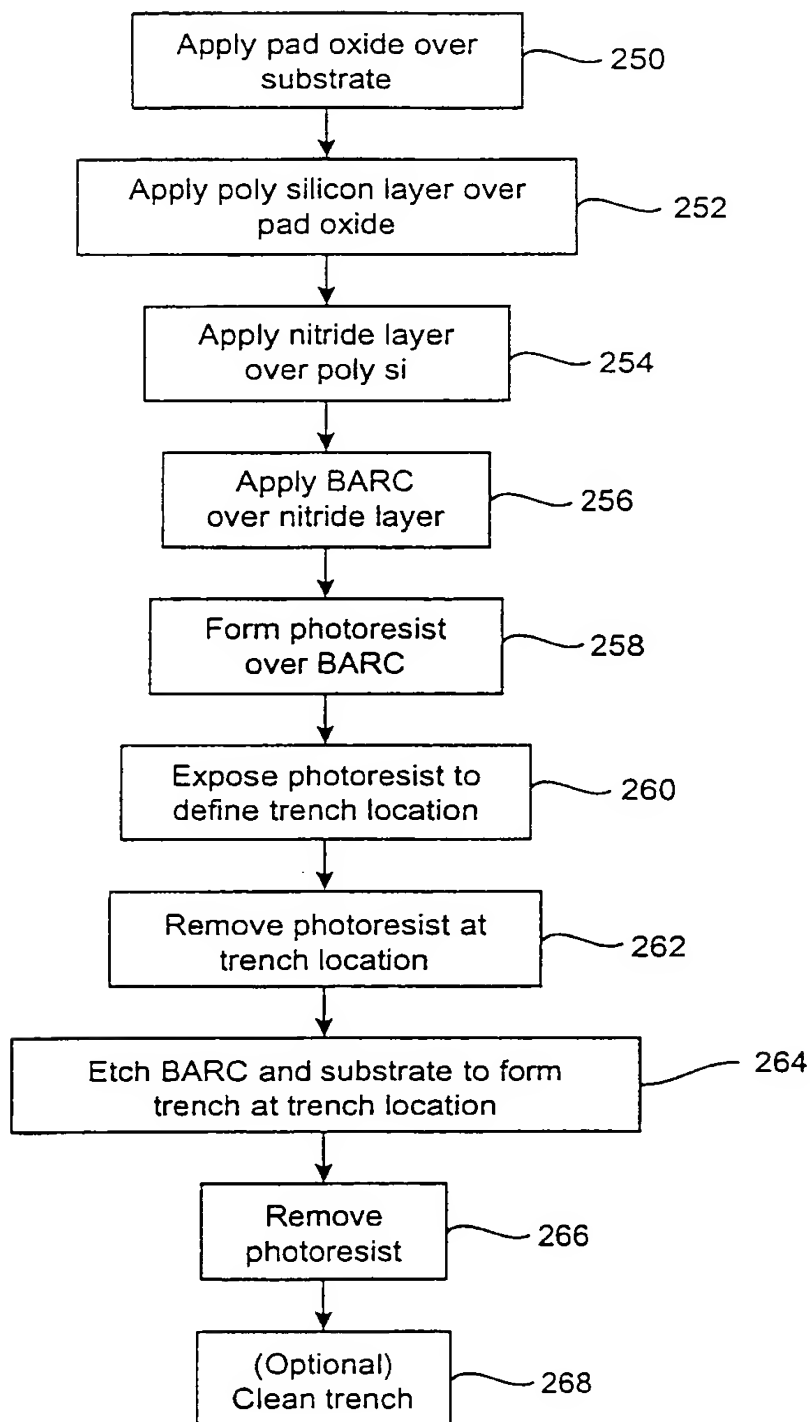 Apply pad oxide over
substrate
250
Apply poly silicon layer over
pad oxide
252
Apply nitride layer
over poly si
254
Apply BARC
over nitride layer
256
Form photoresist
over BARC
258
Expose photoresist to
define trench location
260
Remove photoresist at
trench location
262
Etch BARC and substrate to form
trench at trench location
264
Remove
photoresist
266
(Optional)
Clean trench
268